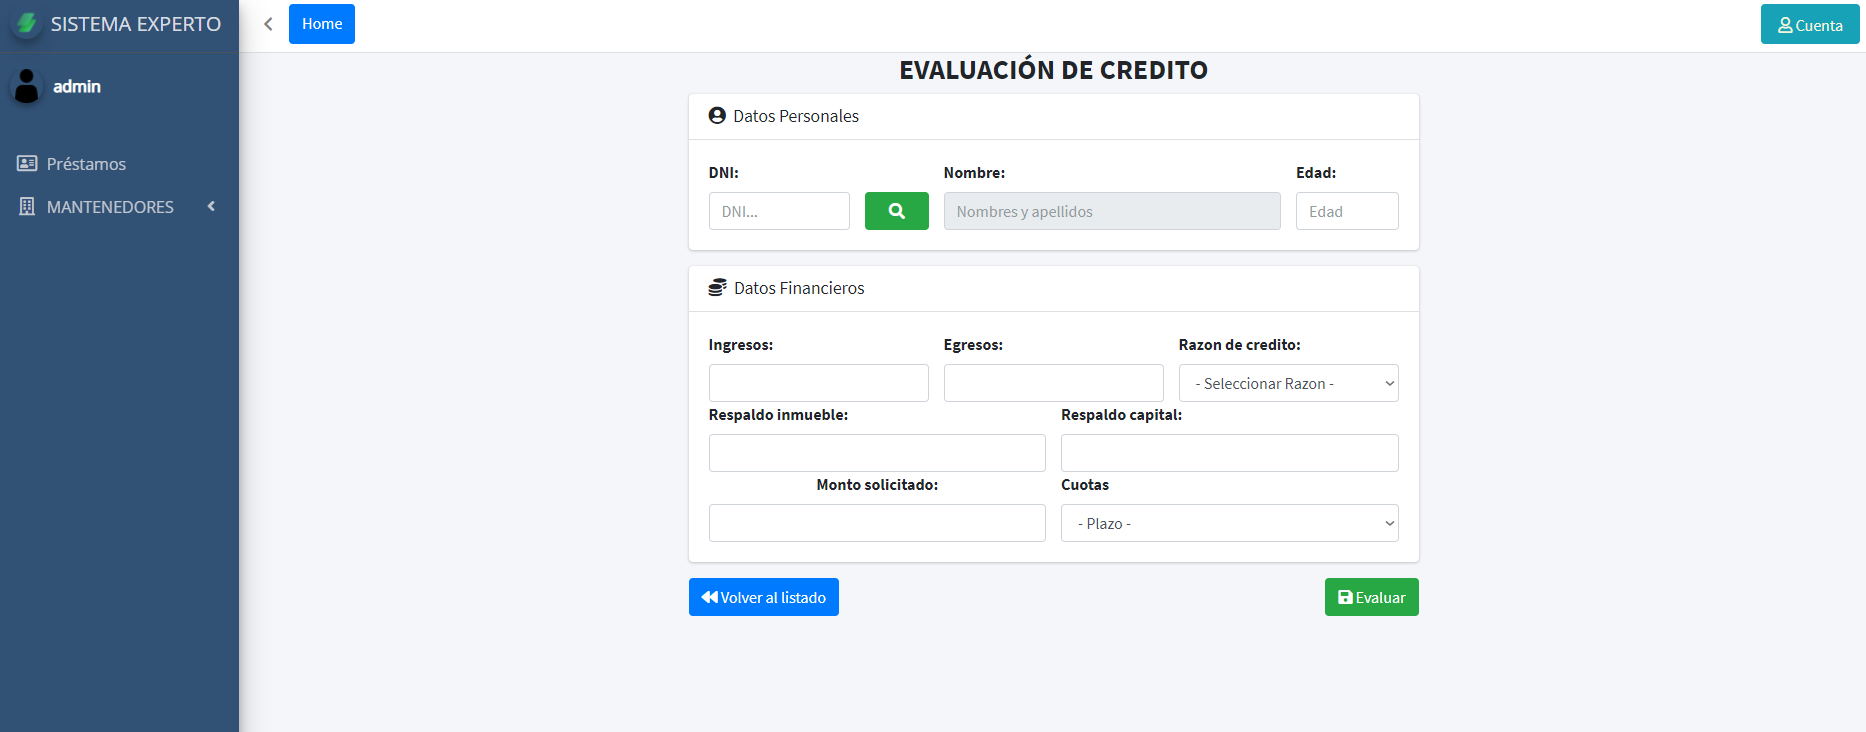 SISTEMA EXPERTO
Home
Cuenta
admin
Préstamos
MANTENEDORES
EVALUACIÓN DE CREDITO
Datos Personales
DNI: Nombre: Edad:
DNI... Nombres y apellidos Edad
Datos Financieros
Ingresos: Egresos: Razon de credito:
- Seleccionar Razon -
Respaldo inmueble: Respaldo capital:
Monto solicitado: Cuotas
- Plazo -
Volver al listado Evaluar